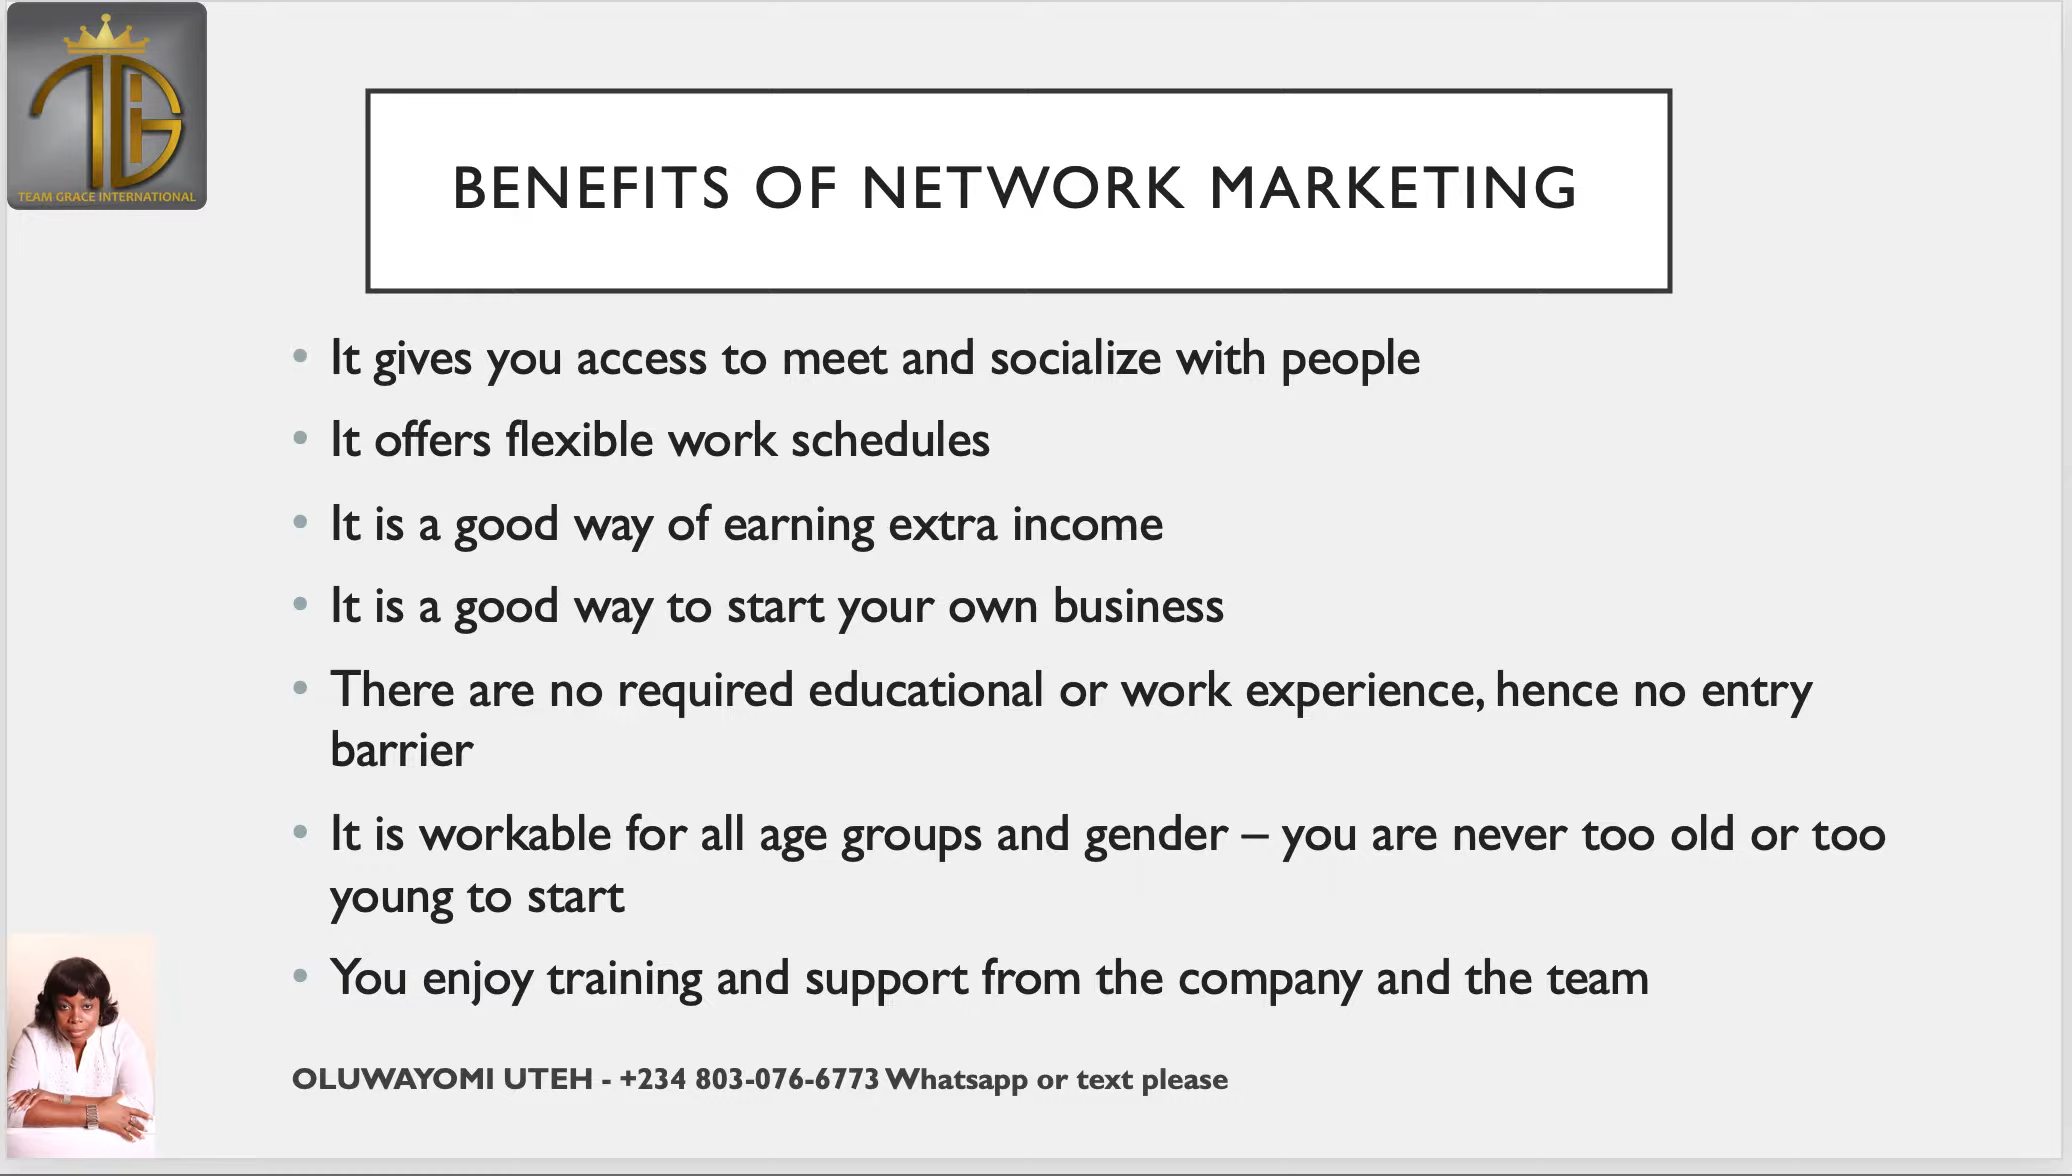 TEAM GRACE INTERNATIONAL
BENEFITS OF NETWORK MARKETING
• It gives you access to meet and socialize with people
• It offers flexible work schedules
• It is a good way of earning extra income
• It is a good way to start your own business
• There are no required educational or work experience, hence no entry
barrier
• It is workable for all age groups and gender – you are never too old or too
young to start
• You enjoy training and support from the company and the team
OLUWAYOMI UTEH - +234 803-076-6773 Whatsapp or text please